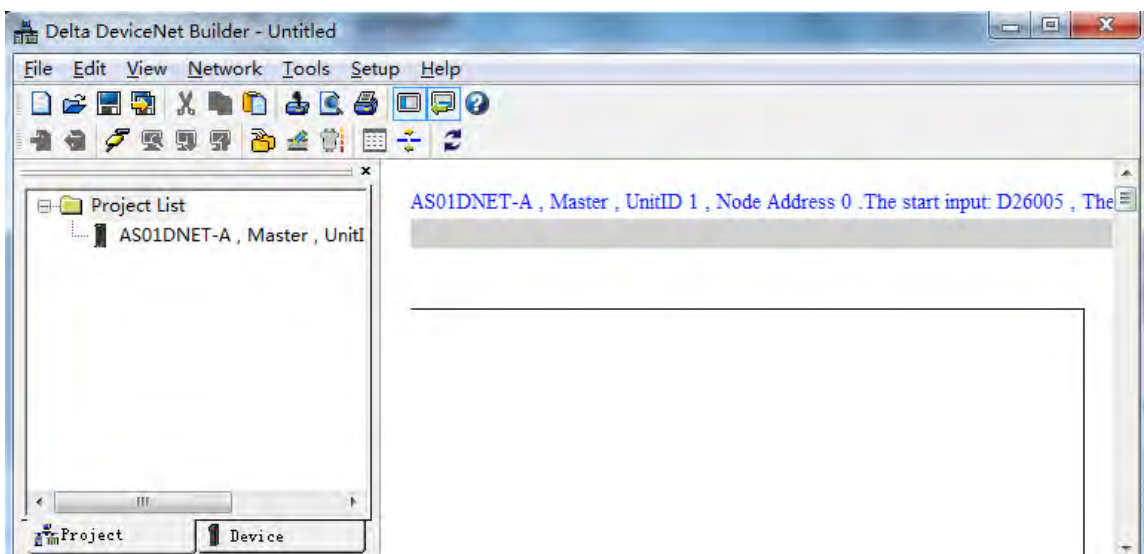 Delta DeviceNet Builder - Untitled
File Edit View Network Tools Setup Help
Project List
AS01DNET-A , Master , UnitI
AS01DNET-A , Master , UnitID 1 , Node Address 0 .The start input: D26005 , The
Project Device